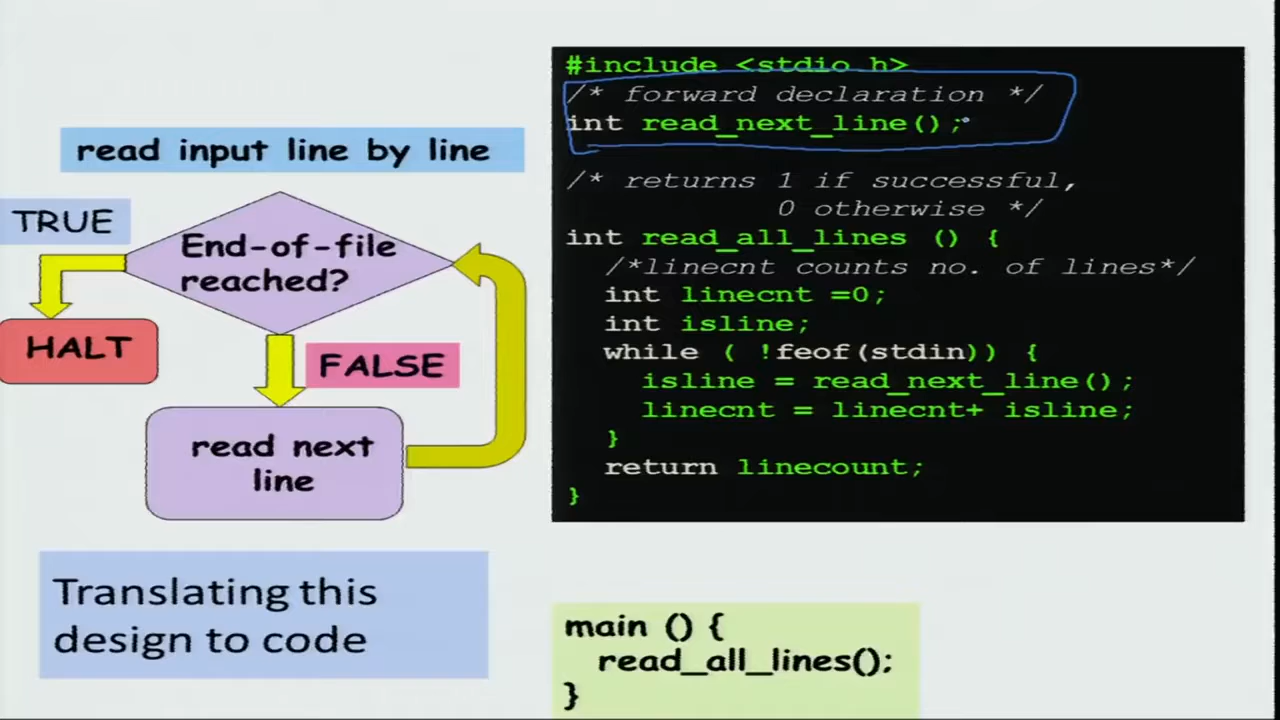 read input line by line
TRUE
End-of-file
reached?
HALT
FALSE
read next
line
Translating this
design to code
#include <stdio.h>
/* forward declaration */
int read_next_line();
/* returns 1 if successful,
0 otherwise */
int read_all_lines () {
/*linecnt counts no. of lines*/
int linecnt =0;
int isline;
while ( !feof(stdin)) {
isline = read_next_line();
linecnt = linecnt+ isline;
}
return linecount;
}
main () {
read_all_lines();
}